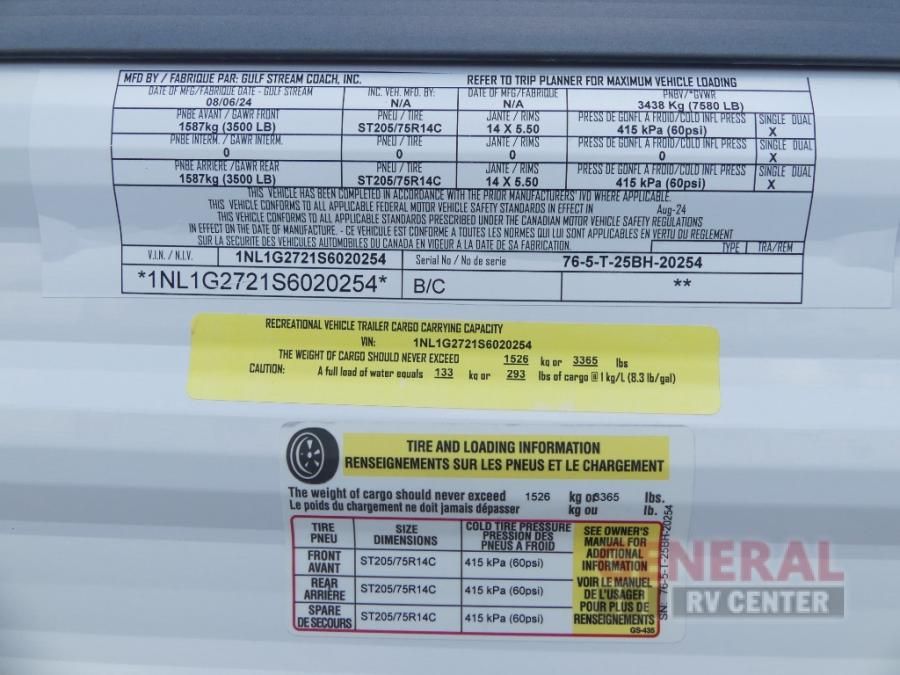 MFD BY / FABRIQUE PAR: GULF STREAM COACH, INC. REFER TO TRIP PLANNER FOR MAXIMUM VEHICLE LOADING
DATE OF MFG/FABRIQUE - GULF STREAM INC. VEH. MFD. BY: DATE OF MFG/FABRIQUE PNBV/*GVWR
08/06/24 N/A N/A 3438 Kg (7580 LB)
PNBE AVANT / GAWR FRONT PNEU / TIRE JANTE / RIMS PRESS DE GONFL A FROID/COLD INFL PRESS SINGLE DUAL
1587kg (3500 LB) ST205/75R14C 14 X 5.50 415 kPa (60psi) X
PNBE INTERM. / GAWR INTERM. PNEU / TIRE JANTE / RIMS PRESS DE GONFL A FROID/COLD INFL PRESS SINGLE DUAL
0 0 0 0 X
PNBE ARRIERE /GAWR REAR PNEU / TIRE JANTE / RIMS PRESS DE GONFL A FROID/COLD INFL PRESS SINGLE DUAL
1587kg (3500 LB) ST205/75R14C 14 X 5.50 415 kPa (60psi) X
THIS VEHICLE HAS BEEN COMPLETED IN ACCORDANCE WITH THE PRIOR MANUFACTURERS' IVD WHERE APPLICABLE.
THIS VEHICLE CONFORMS TO ALL APPLICABLE FEDERAL MOTOR VEHICLE SAFETY STANDARDS IN EFFECT IN Aug-24
THIS VEHICLE CONFORMS TO ALL APPLICABLE STANDARDS PRESCRIBED UNDER THE CANADIAN MOTOR VEHICLE SAFETY REGULATIONS
IN EFFECT ON THE DATE OF MANUFACTURE. - CE VEHICULE EST CONFORME A TOUTES LES NORMES QUI LUI SONT APPLICABLES EN VERTU DU REGLEMENT
SUR LA SECURITE DES VEHICULES AUTOMOBILES DU CANADA EN VIGEUR A LA DATE DE SA FABRICATION. TYPE TRA/REM
V.I.N. / N.I.V. 1NL1G2721S6020254 Serial No / No de serie 76-5-T-25BH-20254
*1NL1G2721S6020254* B/C **
RECREATIONAL VEHICLE TRAILER CARGO CARRYING CAPACITY
VIN: 1NL1G2721S6020254
THE WEIGHT OF CARGO SHOULD NEVER EXCEED 1526 kg or 3365 lbs
CAUTION: A full load of water equals 133 kg or 293 lbs of cargo @ 1 kg/L (8.3 lb/gal)
TIRE AND LOADING INFORMATION
RENSEIGNEMENTS SUR LES PNEUS ET LE CHARGEMENT
The weight of cargo should never exceed 1526 kg or 3365 lbs.
Le poids du chargement ne doit jamais dépasser kg ou lb.
TIRE PNEU SIZE DIMENSIONS COLD TIRE PRESSURE PRESSION DES PNEUS A FROID
FRONT AVANT ST205/75R14C 415 kPa (60psi)
REAR ARRIÈRE ST205/75R14C 415 kPa (60psi)
SPARE DE SECOURS ST205/75R14C 415 kPa (60psi)
SEE OWNER'S
MANUAL FOR
ADDITIONAL
INFORMATION
VOIR LE MANUEL
DE L'USAGER
POUR PLUS DE
RENSEIGNEMENTS
GS-435
SN: 76-5-T-25BH-20254
GENERAL
RV CENTER